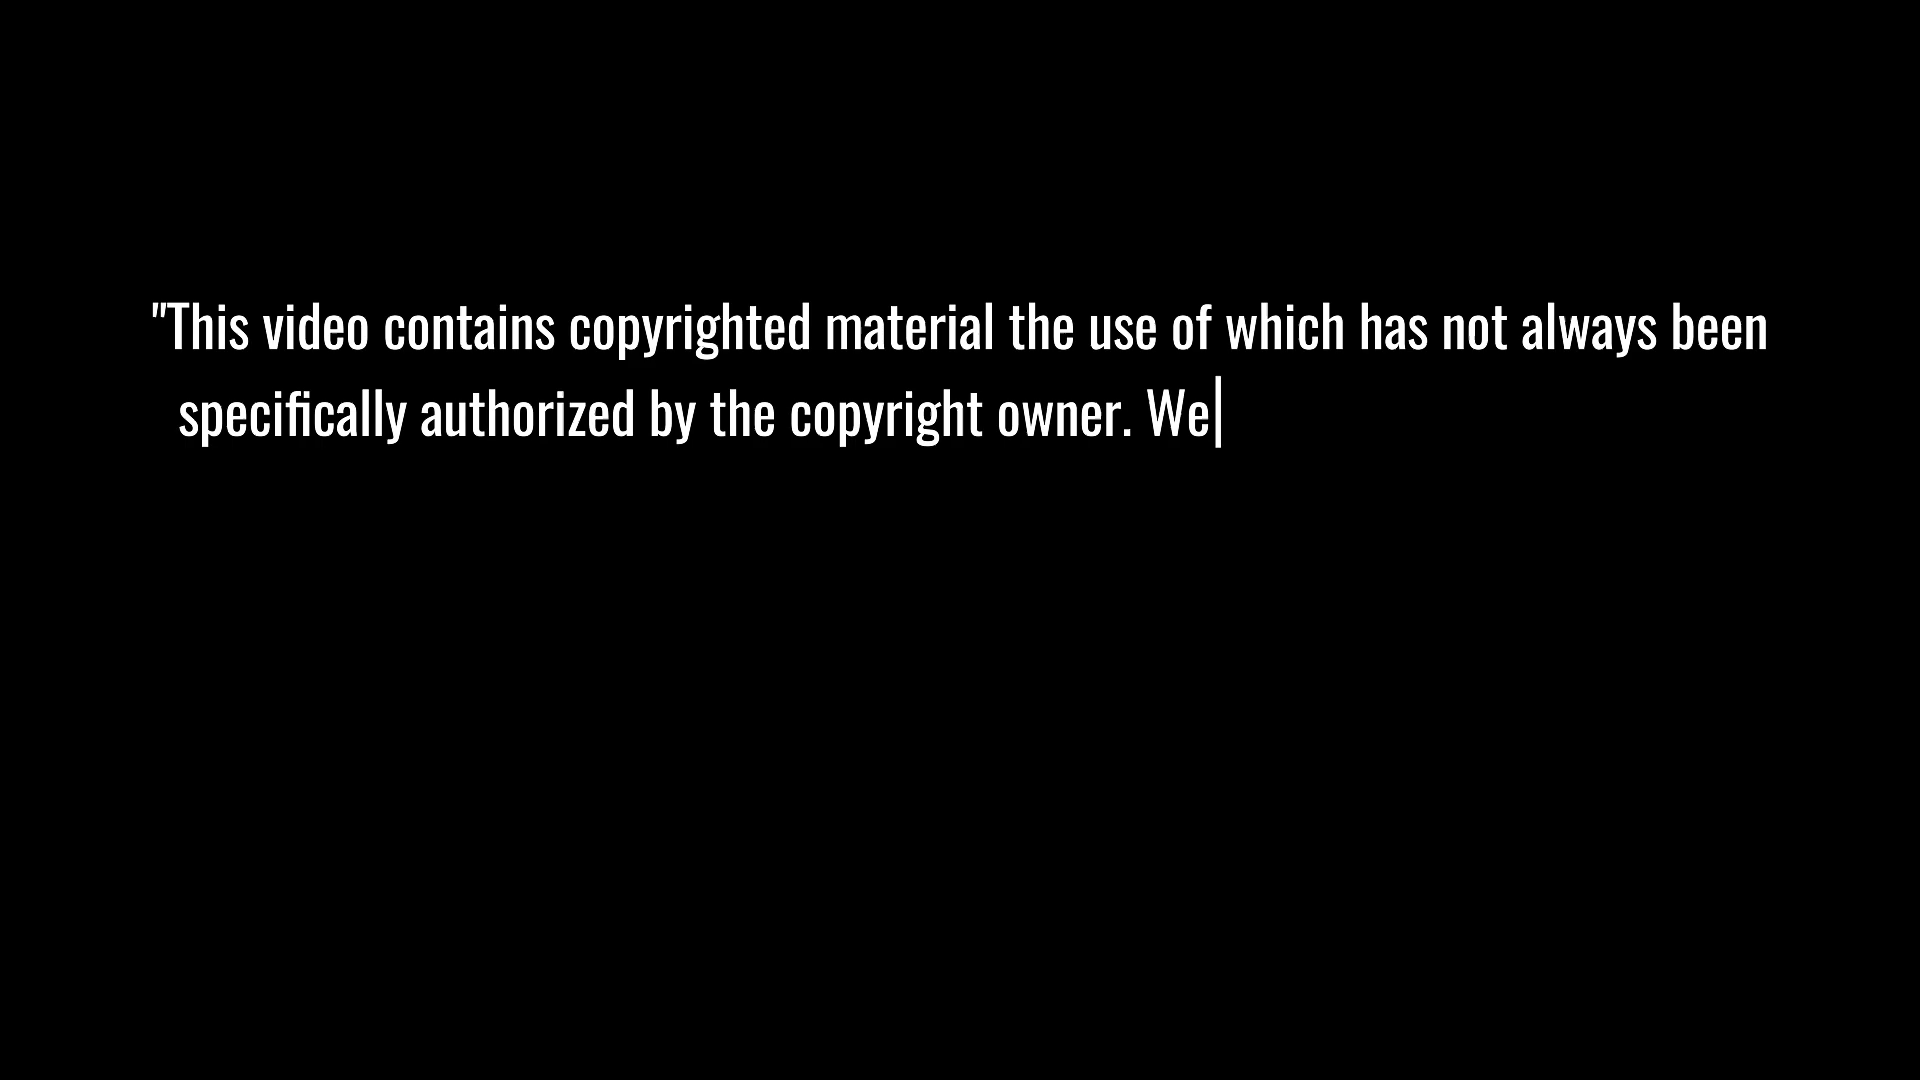 "This video contains copyrighted material the use of which has not always been
specifically authorized by the copyright owner. We